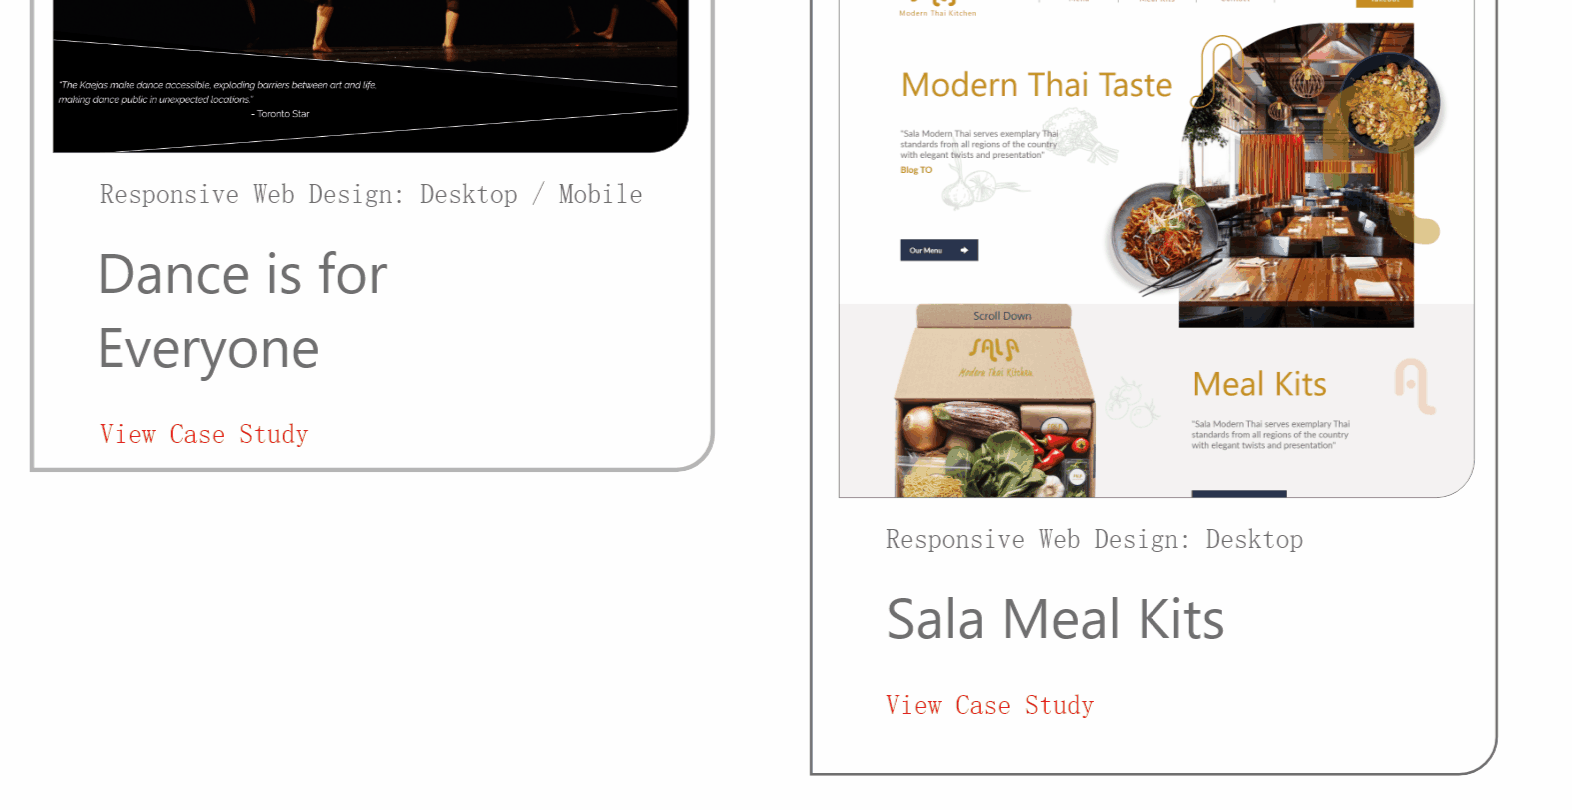 "The Kaejas make dance accessible, exploding barriers between art and life,
making dance public in unexpected locations."
- Toronto Star
Responsive Web Design: Desktop / Mobile
Dance is for
Everyone
View Case Study
Modern Thai Kitchen
Modern Thai Taste
"Sala Modern Thai serves exemplary Thai
standards from all regions of the country
with elegant twists and presentation"
Blog TO
Our Menu
Scroll Down
SALA
Modern Thai Kitchen
Meal Kits
"Sala Modern Thai serves exemplary Thai
standards from all regions of the country
with elegant twists and presentation"
Responsive Web Design: Desktop
Sala Meal Kits
View Case Study